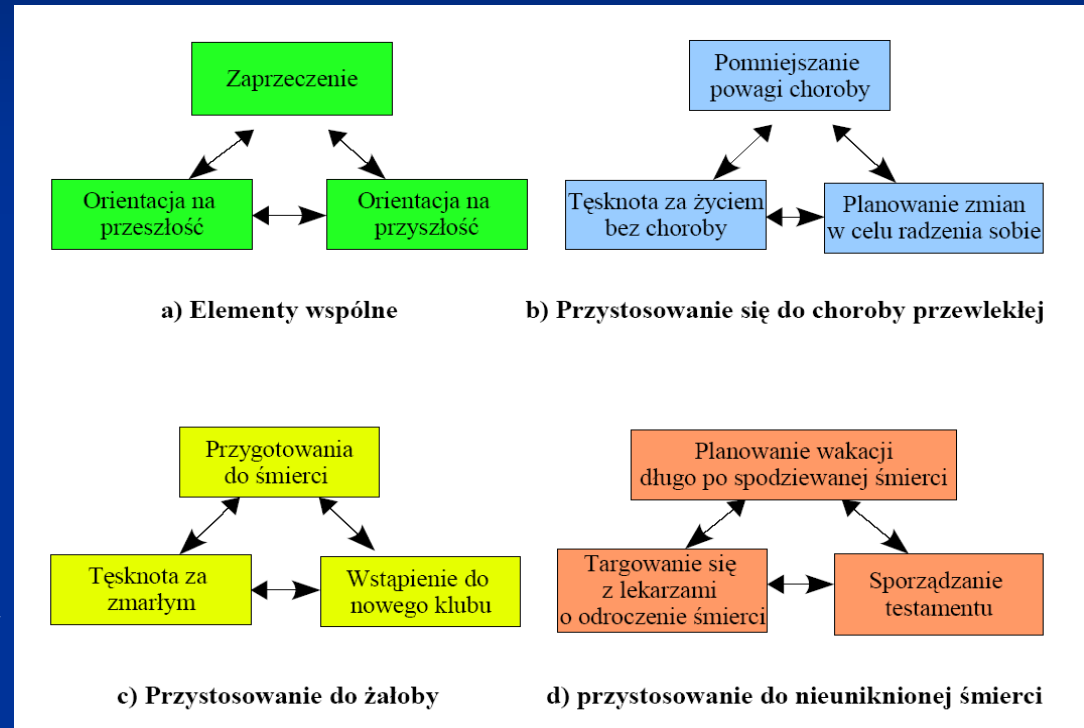 Zaprzeczenie
Orientacja na
przeszłość
Orientacja na
przyszłość
a) Elementy wspólne
Pomniejszanie
powagi choroby
Tęsknota za życiem
bez choroby
Planowanie zmian
w celu radzenia sobie
b) Przystosowanie się do choroby przewlekłej
Przygotowania
do śmierci
Tęsknota za
zmarłym
Wstąpienie do
nowego klubu
c) Przystosowanie do żałoby
Planowanie wakacji
długo po spodziewanej śmierci
Targowanie się
z lekarzami
o odroczenie śmierci
Sporządzanie
testamentu
d) przystosowanie do nieuniknionej śmierci